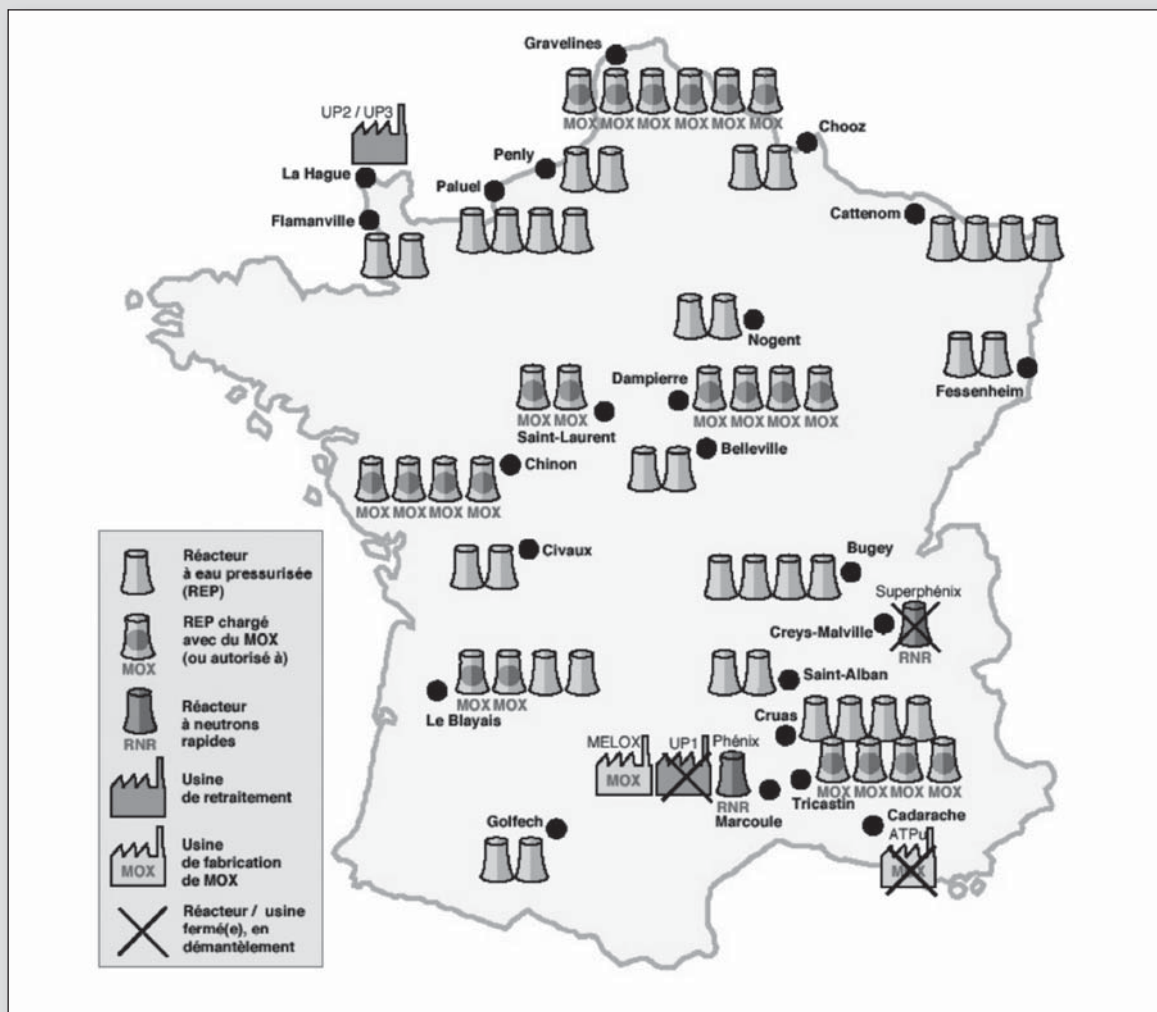 Gravelines
MOX MOX MOX MOX MOX MOX
UP2 / UP3
Chooz
Penly
La Hague
Paluel
Flamanville
Cattenom
Nogent
Fessenheim
Dampierre
MOX MOX
MOX MOX MOX MOX
Saint-Laurent
Belleville
Chinon
MOX MOX MOX MOX
Civaux
Bugey
Superphénix
Creys-Malville
RNR
Saint-Alban
MOX MOX
Le Blayais
Cruas
MELOX
UP1
Phénix
MOX
RNR
Marcoule
MOX MOX MOX MOX
Tricastin
Cadarache
ATPu
MOX
Golfech
Réacteur
à eau pressurisée
(REP)
REP chargé
avec du MOX
(ou autorisé à)
MOX
Réacteur
à neutrons
rapides
RNR
Usine
de retraitement
Usine
de fabrication
de MOX
MOX
Réacteur / usine
fermé(e), en
démantèlement